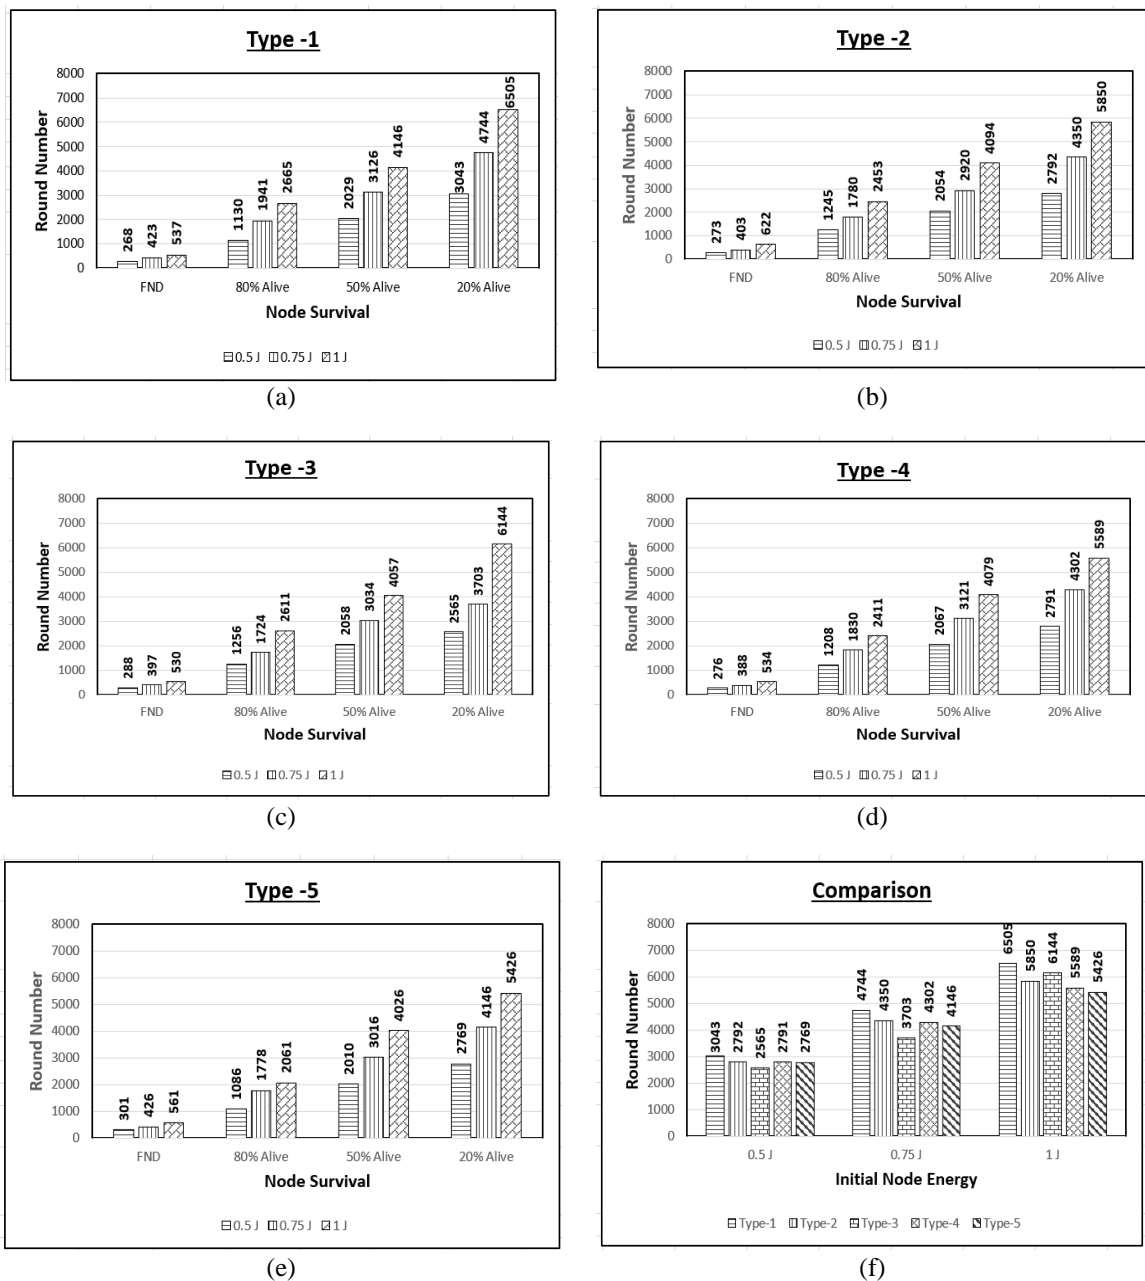 Type -1
Round Number
8000
7000
6000
5000
4000
3000
2000
1000
0
268
423
537
1130
1941
2665
2029
3126
4146
3043
4744
6505
FND
80% Alive
50% Alive
20% Alive
Node Survival
0.5 J
0.75 J
1 J
(a)
Type -2
Round Number
8000
7000
6000
5000
4000
3000
2000
1000
0
273
403
622
1245
1780
2453
2054
2920
4094
2792
4350
5850
FND
80% Alive
50% Alive
20% Alive
Node Survival
0.5 J
0.75 J
1 J
(b)
Type -3
Round Number
8000
7000
6000
5000
4000
3000
2000
1000
0
288
397
530
1256
1724
2611
2058
3034
4057
2565
3703
6144
FND
80% Alive
50% Alive
20% Alive
Node Survival
0.5 J
0.75 J
1 J
(c)
Type -4
Round Number
8000
7000
6000
5000
4000
3000
2000
1000
0
276
388
534
1208
1830
2411
2067
3121
4079
2791
4302
5589
FND
80% Alive
50% Alive
20% Alive
Node Survival
0.5 J
0.75 J
1 J
(d)
Type -5
Round Number
8000
7000
6000
5000
4000
3000
2000
1000
0
301
426
561
1086
1778
2061
2010
3016
4026
2769
4146
5426
FND
80% Alive
50% Alive
20% Alive
Node Survival
0.5 J
0.75 J
1 J
(e)
Comparison
Round Number
8000
7000
6000
5000
4000
3000
2000
1000
0
3043
2792
2565
2791
2769
4744
4350
3703
4302
4146
6505
5850
6144
5589
5426
0.5 J
0.75 J
1 J
Initial Node Energy
Type-1
Type-2
Type-3
Type-4
Type-5
(f)